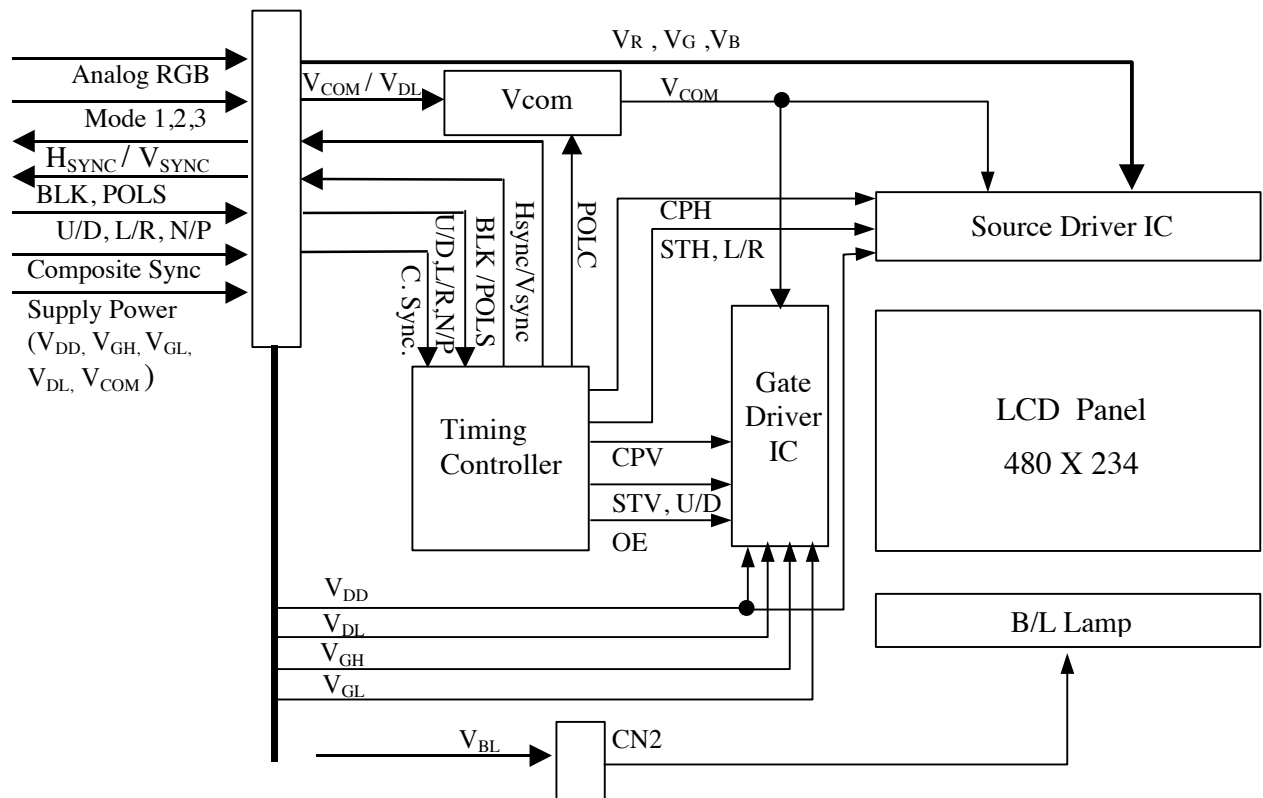 Analog RGB
Mode 1,2,3
HSYNC / VSYNC
BLK, POLS
U/D, L/R, N/P
Composite Sync
Supply Power
(VDD, VGH, VGL,
VDL, VCOM )
VR , VG ,VB
VCOM / VDL
Vcom
VCOM
C. Sync.
U/D,L/R,N/P
BLK /POLS
Hsync/Vsync
POLC
CPH
STH, L/R
Source Driver IC
Timing
Controller
CPV
STV, U/D
OE
Gate
Driver
IC
LCD Panel
480 X 234
VDD
VDL
VGH
VGL
B/L Lamp
VBL
CN2